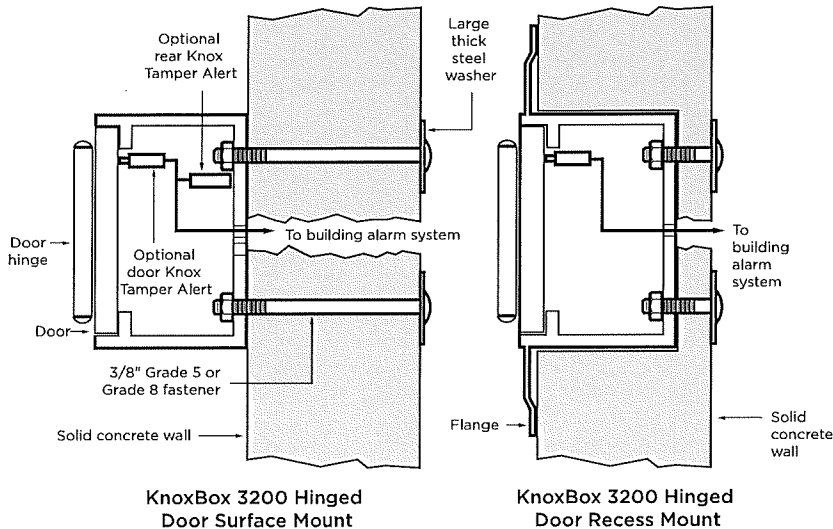 Optional
rear Knox
Tamper Alert
Large
thick
steel
washer
Door
hinge
Optional
door Knox
Tamper Alert
To building alarm system
Door
3/8" Grade 5 or
Grade 8 fastener
Solid concrete wall
KnoxBox 3200 Hinged
Door Surface Mount
To
building
alarm
system
Flange
Solid
concrete
wall
KnoxBox 3200 Hinged
Door Recess Mount